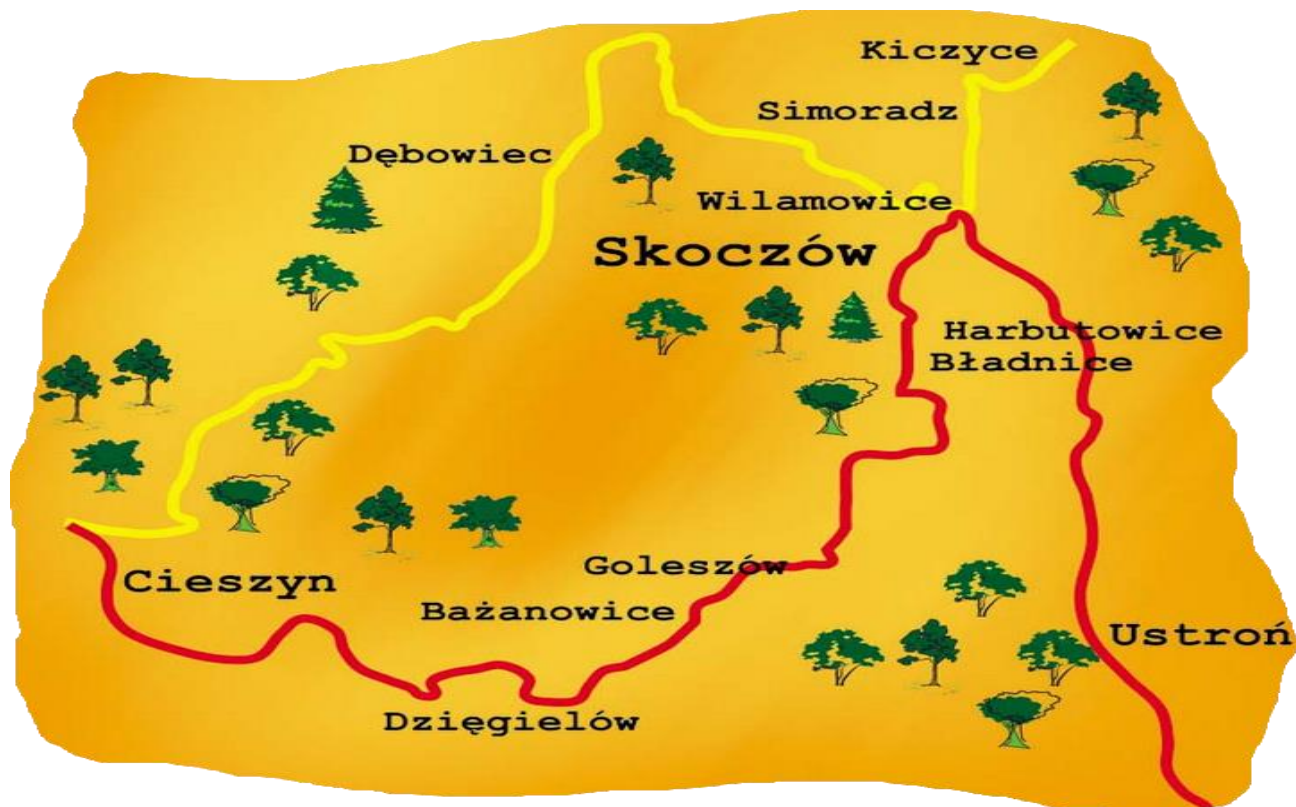 Kiczyce
Simoradz
Dębowiec
Wilamowice
Skoczów
Harbutowice
Bładnice
Goleszów
Cieszyn
Bażanowice
Ustroń
Dzięgielów